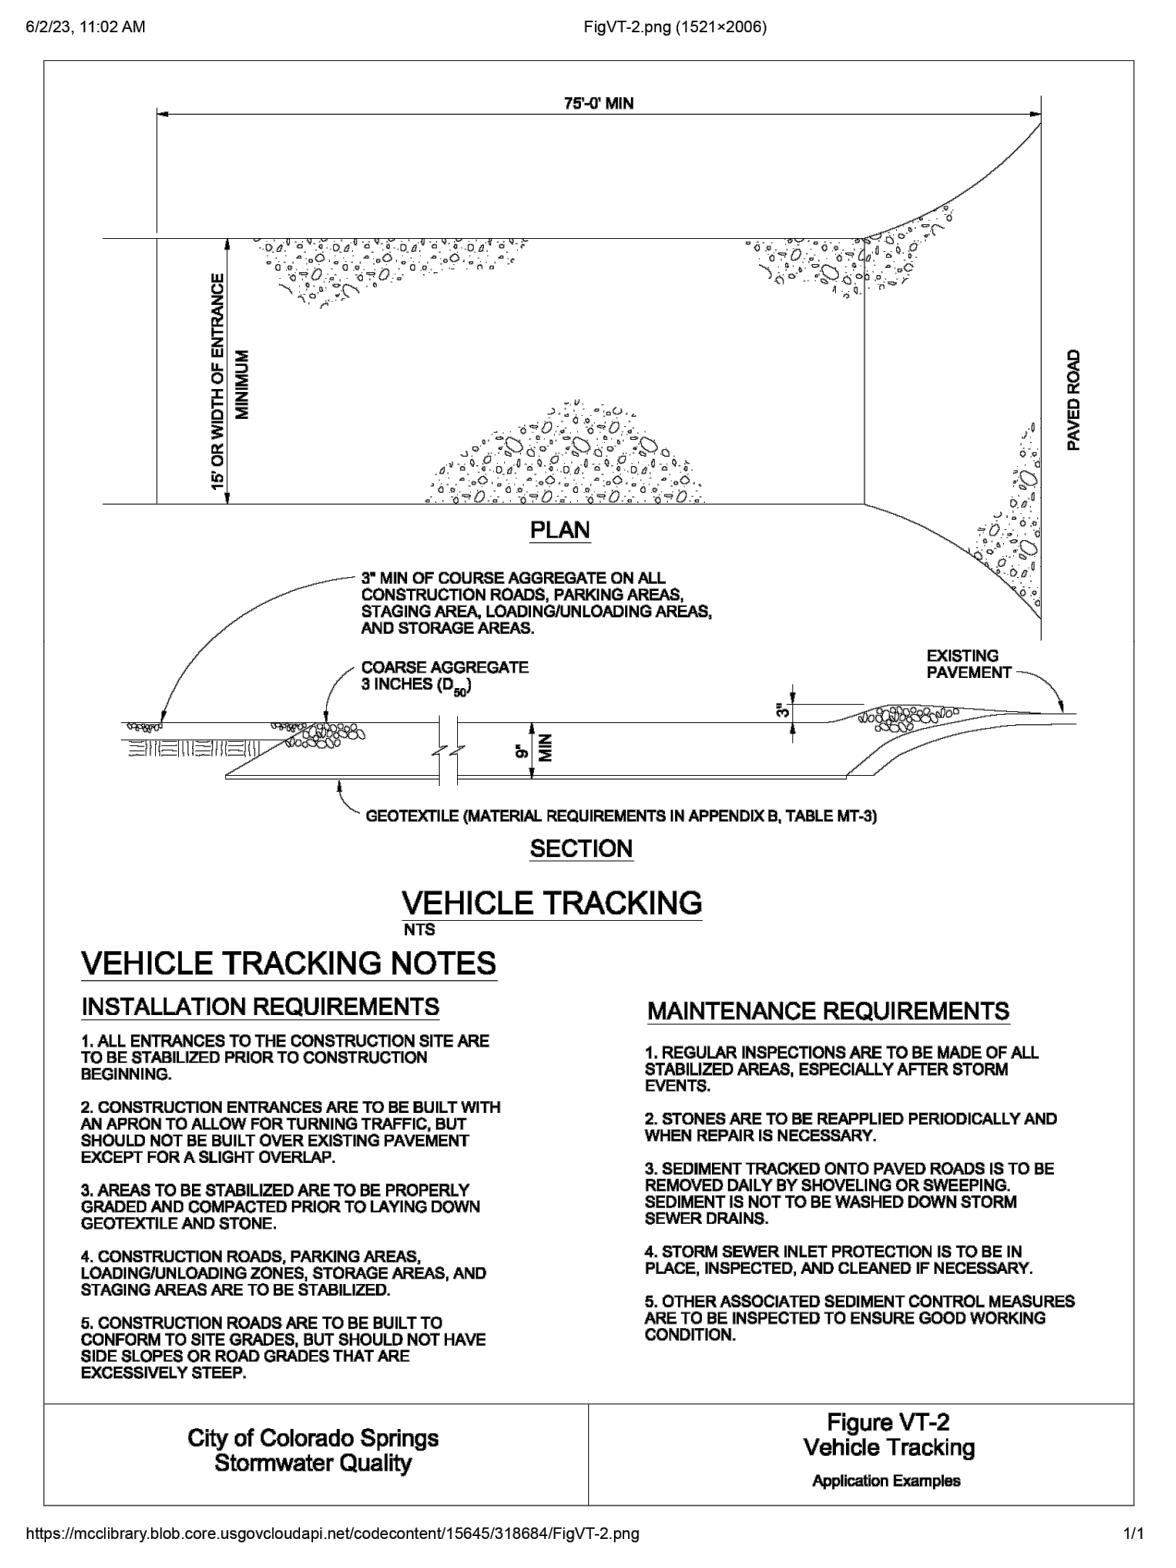 6/2/23, 11:02 AM
FigVT-2.png (1521×2006)
75'-0' MIN
15' OR WIDTH OF ENTRANCE
MINIMUM
PAVED ROAD
PLAN
3" MIN OF COURSE AGGREGATE ON ALL
CONSTRUCTION ROADS, PARKING AREAS,
STAGING AREA, LOADING/UNLOADING AREAS,
AND STORAGE AREAS.
COARSE AGGREGATE
3 INCHES (D50)
EXISTING
PAVEMENT
3"
9"
MIN
GEOTEXTILE (MATERIAL REQUIREMENTS IN APPENDIX B, TABLE MT-3)
SECTION
VEHICLE TRACKING
NTS
VEHICLE TRACKING NOTES
INSTALLATION REQUIREMENTS
1. ALL ENTRANCES TO THE CONSTRUCTION SITE ARE
TO BE STABILIZED PRIOR TO CONSTRUCTION
BEGINNING.
2. CONSTRUCTION ENTRANCES ARE TO BE BUILT WITH
AN APRON TO ALLOW FOR TURNING TRAFFIC, BUT
SHOULD NOT BE BUILT OVER EXISTING PAVEMENT
EXCEPT FOR A SLIGHT OVERLAP.
3. AREAS TO BE STABILIZED ARE TO BE PROPERLY
GRADED AND COMPACTED PRIOR TO LAYING DOWN
GEOTEXTILE AND STONE.
4. CONSTRUCTION ROADS, PARKING AREAS,
LOADING/UNLOADING ZONES, STORAGE AREAS, AND
STAGING AREAS ARE TO BE STABILIZED.
5. CONSTRUCTION ROADS ARE TO BE BUILT TO
CONFORM TO SITE GRADES, BUT SHOULD NOT HAVE
SIDE SLOPES OR ROAD GRADES THAT ARE
EXCESSIVELY STEEP.
MAINTENANCE REQUIREMENTS
1. REGULAR INSPECTIONS ARE TO BE MADE OF ALL
STABILIZED AREAS, ESPECIALLY AFTER STORM
EVENTS.
2. STONES ARE TO BE REAPPLIED PERIODICALLY AND
WHEN REPAIR IS NECESSARY.
3. SEDIMENT TRACKED ONTO PAVED ROADS IS TO BE
REMOVED DAILY BY SHOVELING OR SWEEPING.
SEDIMENT IS NOT TO BE WASHED DOWN STORM
SEWER DRAINS.
4. STORM SEWER INLET PROTECTION IS TO BE IN
PLACE, INSPECTED, AND CLEANED IF NECESSARY.
5. OTHER ASSOCIATED SEDIMENT CONTROL MEASURES
ARE TO BE INSPECTED TO ENSURE GOOD WORKING
CONDITION.
City of Colorado Springs
Stormwater Quality
Figure VT-2
Vehicle Tracking
Application Examples
https://mcclibrary.blob.core.usgovcloudapi.net/codecontent/15645/318684/FigVT-2.png
1/1